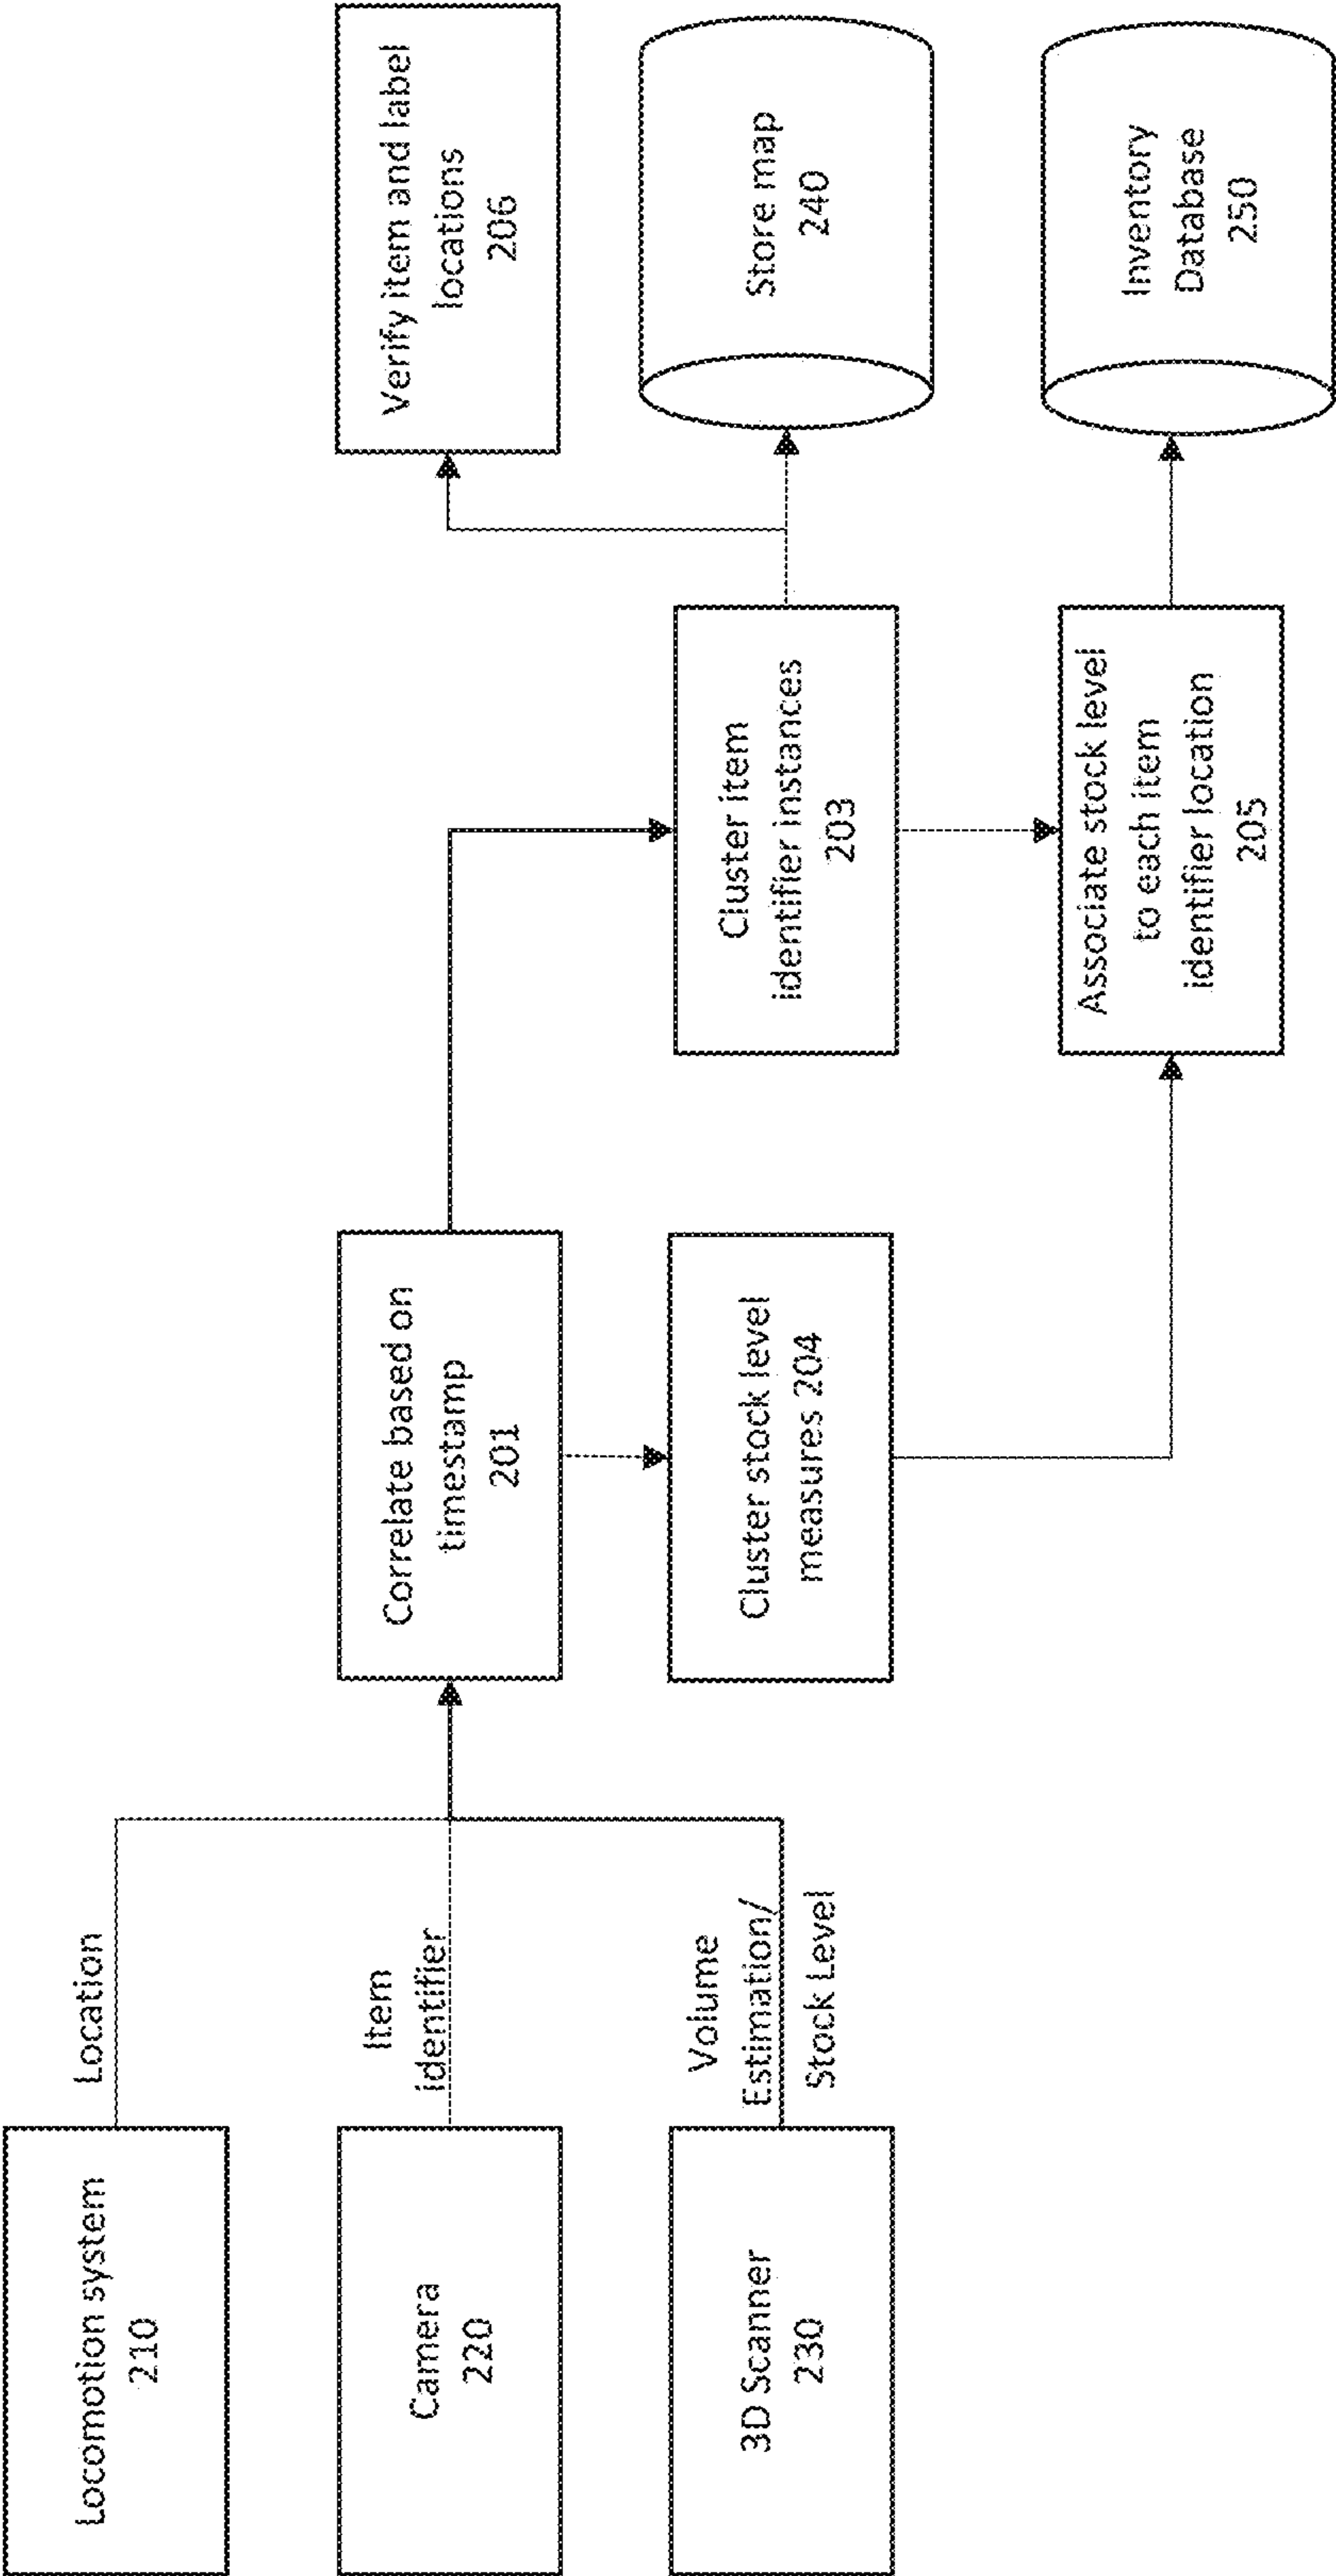 Locomotion system
210
Location
Camera
220
Item
identifier
3D Scanner
230
Volume
Estimation/
Stock Level
Correlate based on
timestamp
201
Cluster stock level
measures 204
Cluster item
identifier instances
203
Associate stock level
to each item
identifier location
205
Verify item and label
locations
206
Store map
240
Inventory
Database
250